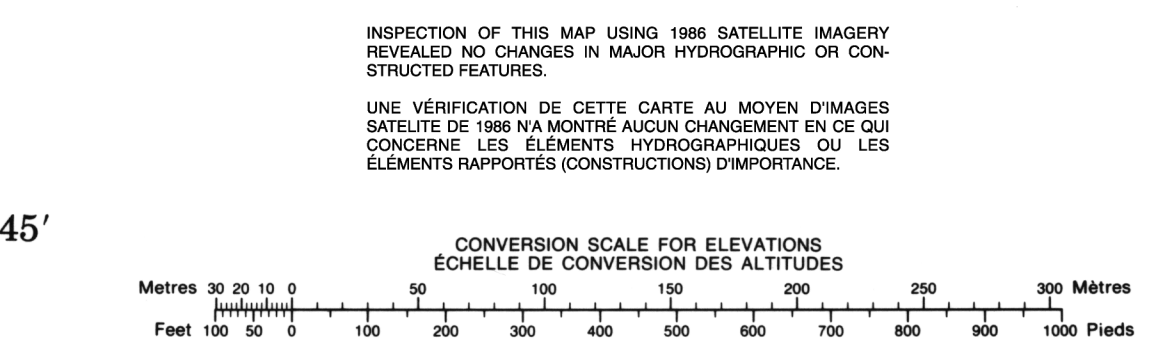 INSPECTION OF THIS MAP USING 1986 SATELLITE IMAGERY
REVEALED NO CHANGES IN MAJOR HYDROGRAPHIC OR CON-
STRUCTED FEATURES.
UNE VÉRIFICATION DE CETTE CARTE AU MOYEN D'IMAGES
SATELITE DE 1986 N'A MONTRÉ AUCUN CHANGEMENT EN CE QUI
CONCERNE LES ÉLÉMENTS HYDROGRAPHIQUES OU LES
ÉLÉMENTS RAPPORTÉS (CONSTRUCTIONS) D'IMPORTANCE.
45′
CONVERSION SCALE FOR ELEVATIONS
ÉCHELLE DE CONVERSION DES ALTITUDES
Metres 30 20 10 0 50 100 150 200 250 300 Mètres
Feet 100 50 0 100 200 300 400 500 600 700 800 900 1000 Pieds